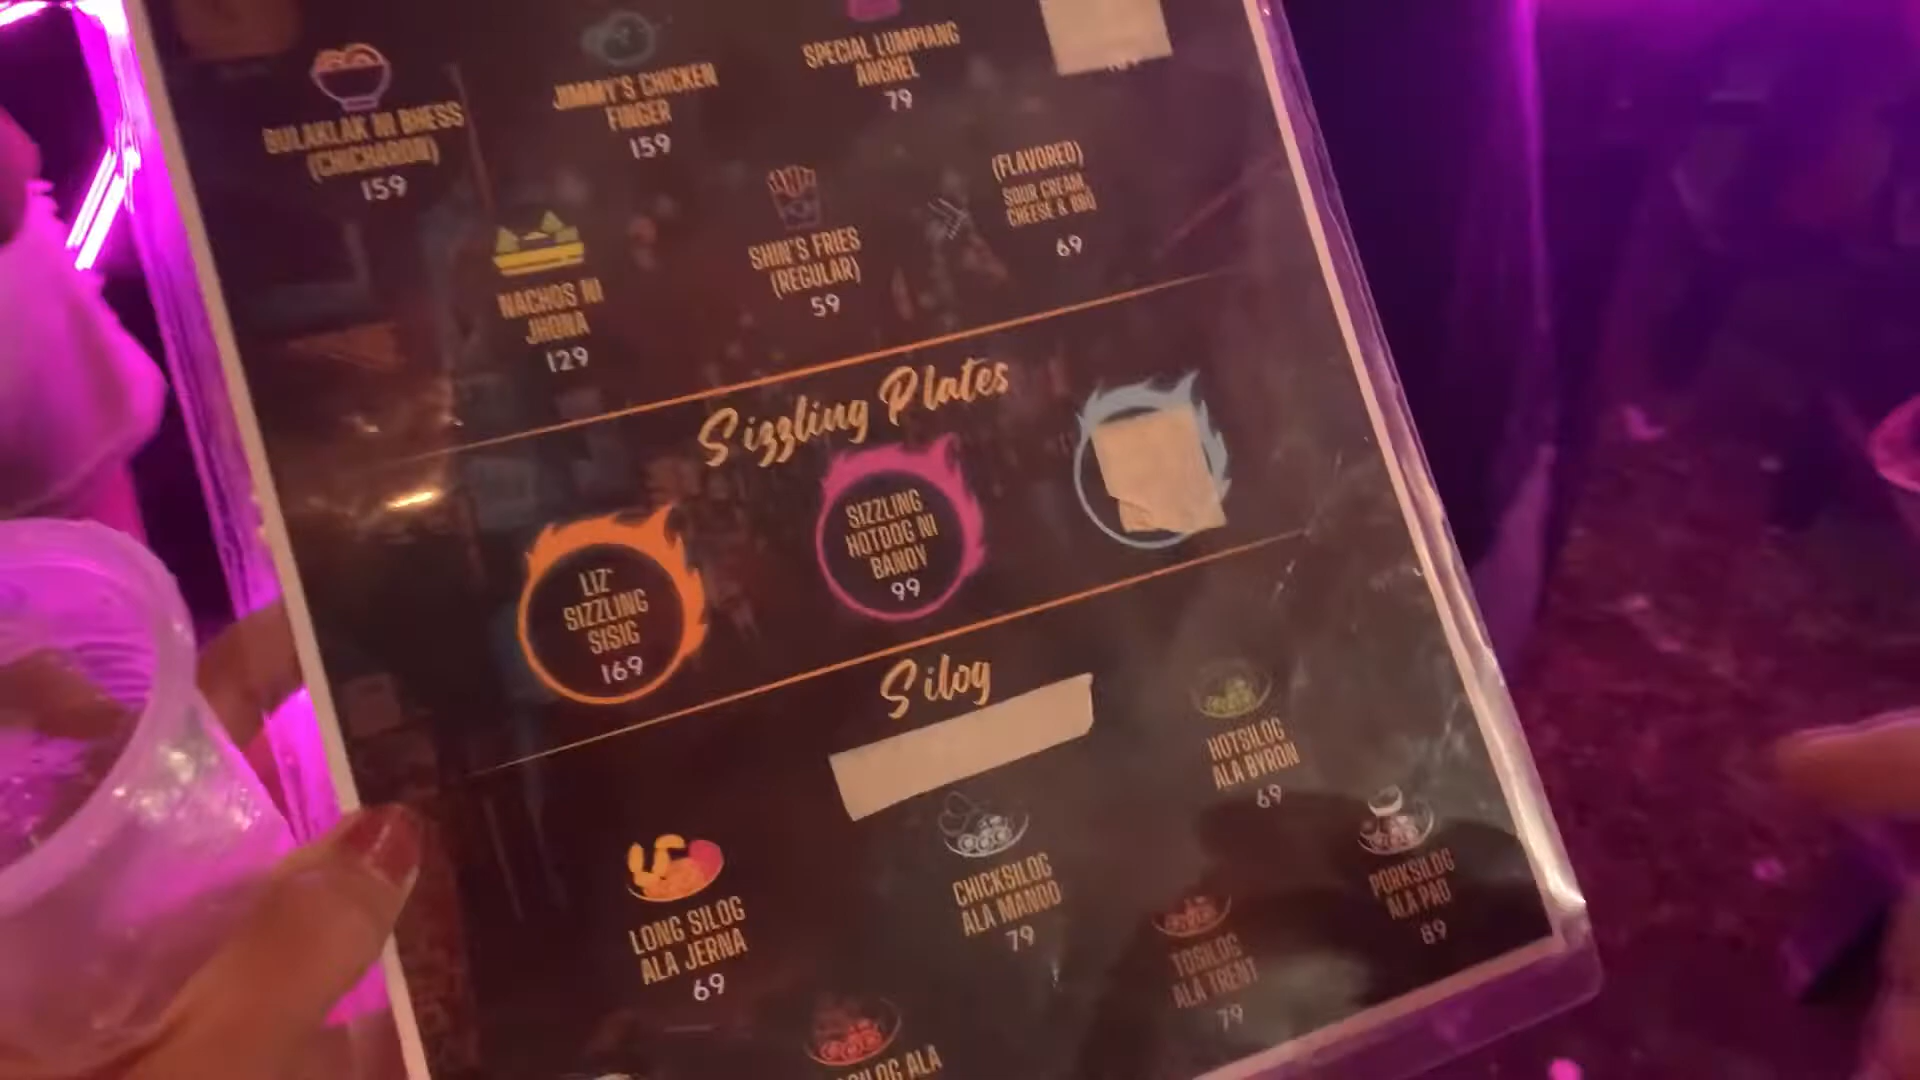 BULAKLAK NI BHESS
(CHICHARON)
159
JIMMY'S CHICKEN
FINGER
159
SPECIAL LUMPIANG
ANGHEL
79
NACHOS NI
JHONA
129
SHIN'S FRIES
(REGULAR)
59
(FLAVORED)
SOUR CREAM,
CHEESE & BBQ
69
Sizzling Plates
LIZ'
SIZZLING
SISIG
169
SIZZLING
HOTDOG NI
BANDY
99
Silog
LONG SILOG
ALA JERNA
69
CHICKSILOG
ALA MANDO
79
HOTSILOG
ALA BYRON
69
TOSILOG
ALA TRENT
79
PORKSILOG
ALA PAO
89
ALA